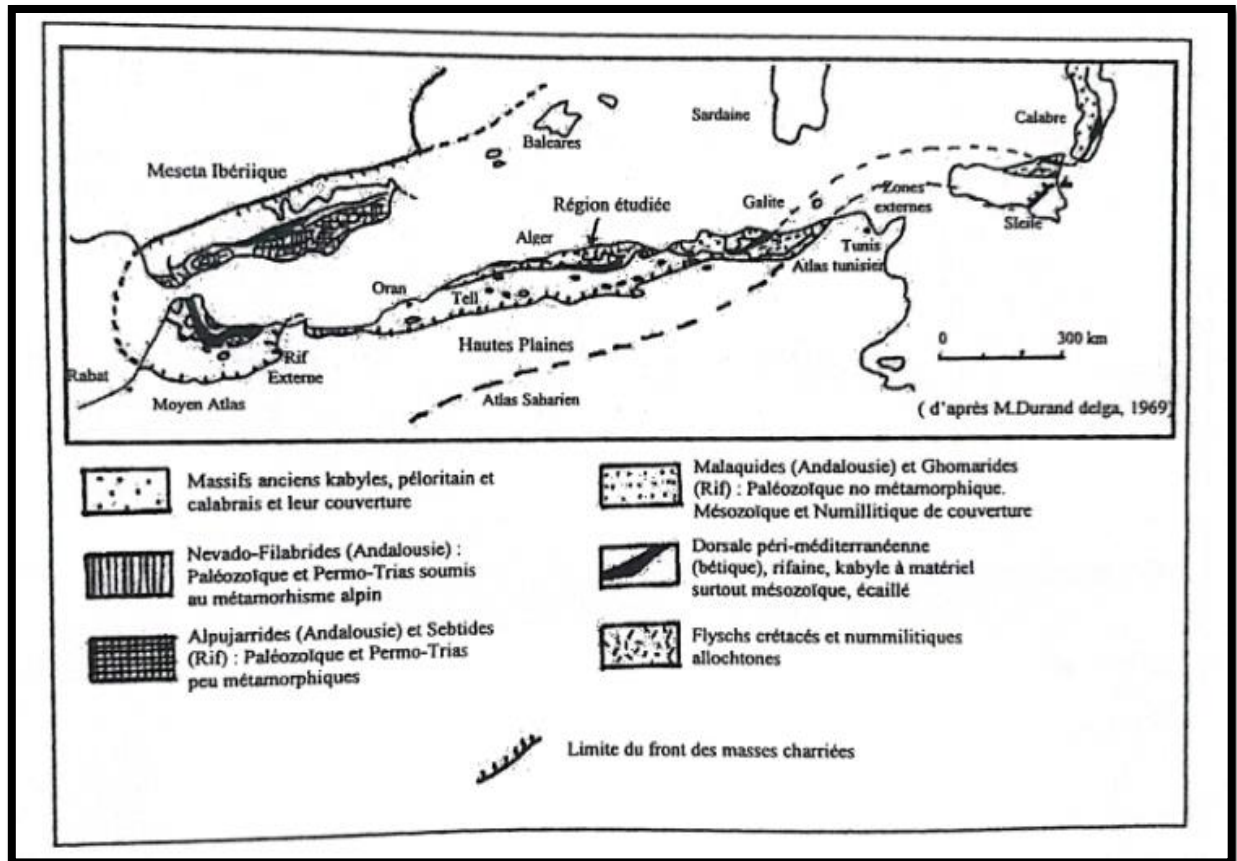 Sardaine
Calabre
Baleares
Meseta Ibériique
Région étudiée
Galite
Zones
externes
Sicile
Alger
Tunis
Atlas tunisier
Oran
Tell
Hautes Plaines
0 300 km
Rif
Externe
Rabat
Moyen Atlas
Atlas Saharien
( d'après M.Durand delga, 1969)
Massifs anciens kabyles, péloritain et
calabrais et leur couverture
Nevado-Filabrides (Andalousie) :
Paléozoïque et Permo-Trias soumis
au métamorhisme alpin
Alpujarrides (Andalousie) et Sebtides
(Rif) : Paléozoïque et Permo-Trias
peu métamorphiques
Malaquides (Andalousie) et Ghomarides
(Rif) : Paléozoïque no métamorphique.
Mésozoïque et Numillitique de couverture
Dorsale péri-méditerranéenne
(bétique), rifaine, kabyle à matériel
surtout mésozoïque, écaillé
Flyschs crétacés et nummilitiques
allochtones
Limite du front des masses charriées